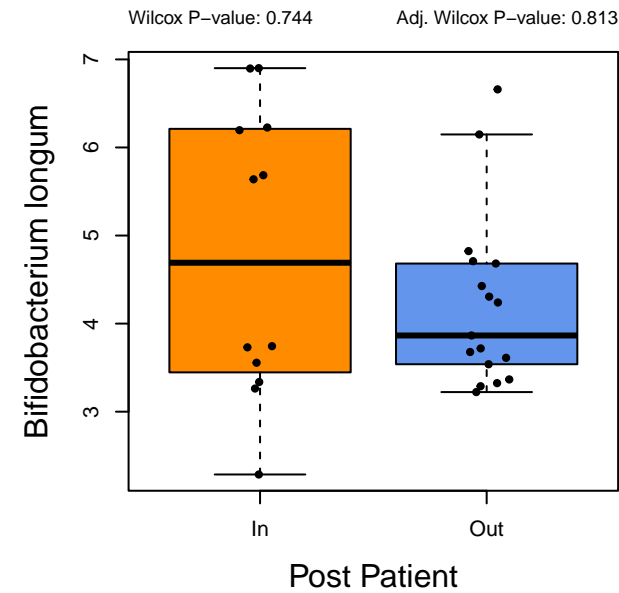 Wilcox P−value: 0.744 Adj. Wilcox P−value: 0.813
Bifidobacterium longum
7
6
5
4
3
In Out
Post Patient